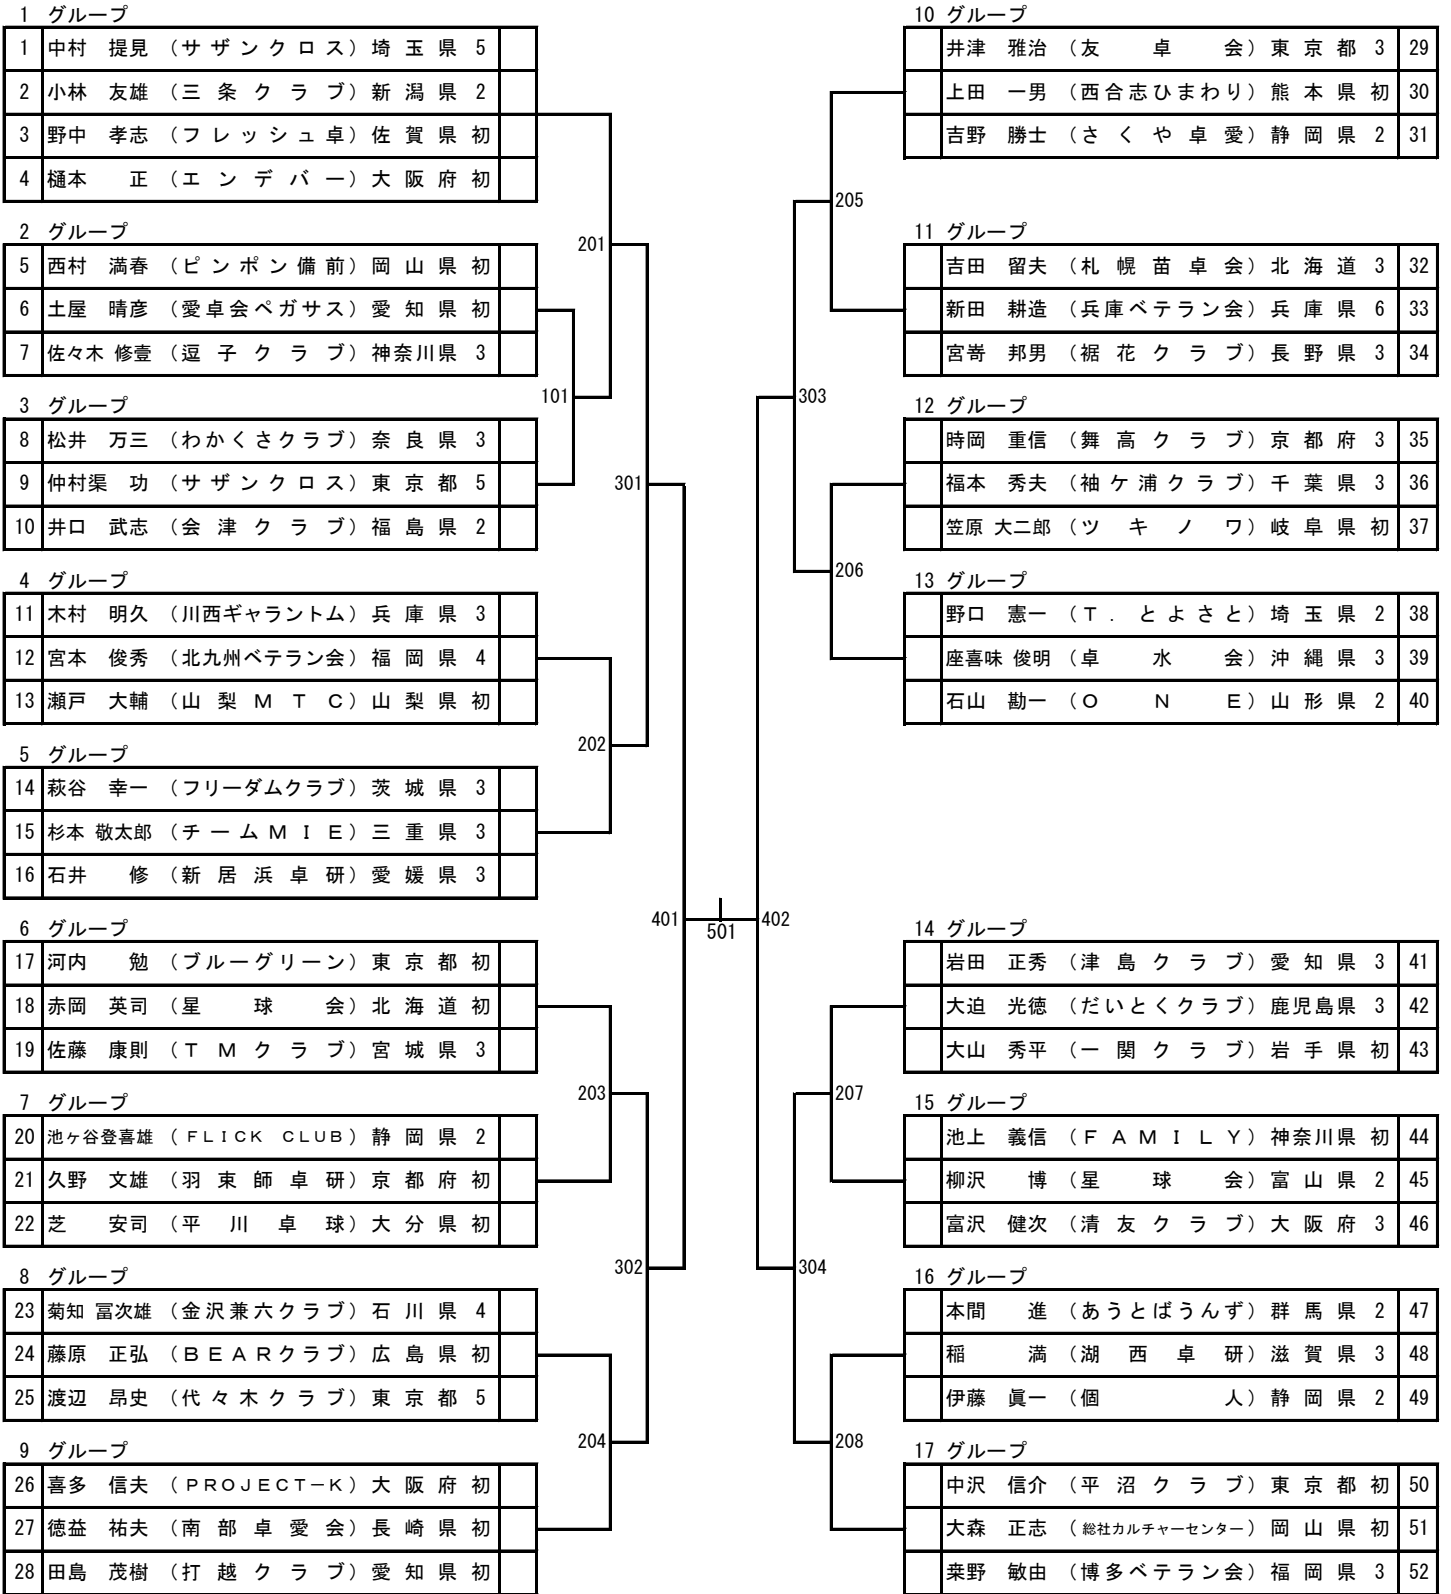 1 グループ
1 中村 提見 (サザンクロス) 埼玉県 5
2 小林 友雄 (三条クラブ) 新潟県 2
3 野中 孝志 (フレッシュ卓) 佐賀県 初
4 樋本 正 (エンデバー) 大阪府 初
2 グループ
5 西村 満春 (ピンポン備前) 岡山県 初
6 土屋 晴彦 (愛卓会ペガサス) 愛知県 初
7 佐々木 修壹 (逗子クラブ) 神奈川県 3
3 グループ
8 松井 万三 (わかくさクラブ) 奈良県 3
9 仲村渠 功 (サザンクロス) 東京都 5
10 井口 武志 (会津クラブ) 福島県 2
4 グループ
11 木村 明久 (川西ギャラントム) 兵庫県 3
12 宮本 俊秀 (北九州ベテラン会) 福岡県 4
13 瀬戸 大輔 (山梨MTC) 山梨県 初
5 グループ
14 萩谷 幸一 (フリーダムクラブ) 茨城県 3
15 杉本 敬太郎 (チームMIE) 三重県 3
16 石井 修 (新居浜卓研) 愛媛県 3
6 グループ
17 河内 勉 (ブルーグリーン) 東京都 初
18 赤岡 英司 (星球会) 北海道 初
19 佐藤 康則 (TMクラブ) 宮城県 3
7 グループ
20 池ヶ谷登喜雄 (FLICK CLUB) 静岡県 2
21 久野 文雄 (羽束師卓研) 京都府 初
22 芝 安司 (平川卓球) 大分県 初
8 グループ
23 菊知 冨次雄 (金沢兼六クラブ) 石川県 4
24 藤原 正弘 (BEARクラブ) 広島県 初
25 渡辺 昂史 (代々木クラブ) 東京都 5
9 グループ
26 喜多 信夫 (PROJECT-K) 大阪府 初
27 徳益 祐夫 (南部卓愛会) 長崎県 初
28 田島 茂樹 (打越クラブ) 愛知県 初
101
201
202
203
204
301
302
401
501
402
303
304
205
206
207
208
10 グループ
井津 雅治 (友卓会) 東京都 3 29
上田 一男 (西合志ひまわり) 熊本県 初 30
吉野 勝士 (さくや卓愛) 静岡県 2 31
11 グループ
吉田 留夫 (札幌苗卓会) 北海道 3 32
新田 耕造 (兵庫ベテラン会) 兵庫県 6 33
宮嵜 邦男 (裾花クラブ) 長野県 3 34
12 グループ
時岡 重信 (舞高クラブ) 京都府 3 35
福本 秀夫 (袖ケ浦クラブ) 千葉県 3 36
笠原 大二郎 (ツキノワ) 岐阜県 初 37
13 グループ
野口 憲一 (T.とよさと) 埼玉県 2 38
座喜味 俊明 (卓水会) 沖縄県 3 39
石山 勘一 (ONE) 山形県 2 40
14 グループ
岩田 正秀 (津島クラブ) 愛知県 3 41
大迫 光徳 (だいとくクラブ) 鹿児島県 3 42
大山 秀平 (一関クラブ) 岩手県 初 43
15 グループ
池上 義信 (FAMILY) 神奈川県 初 44
柳沢 博 (星球会) 富山県 2 45
富沢 健次 (清友クラブ) 大阪府 3 46
16 グループ
本間 進 (あうとばうんず) 群馬県 2 47
稲 満 (湖西卓研) 滋賀県 3 48
伊藤 眞一 (個人) 静岡県 2 49
17 グループ
中沢 信介 (平沼クラブ) 東京都 初 50
大森 正志 (総社カルチャーセンター) 岡山県 初 51
桒野 敏由 (博多ベテラン会) 福岡県 3 52